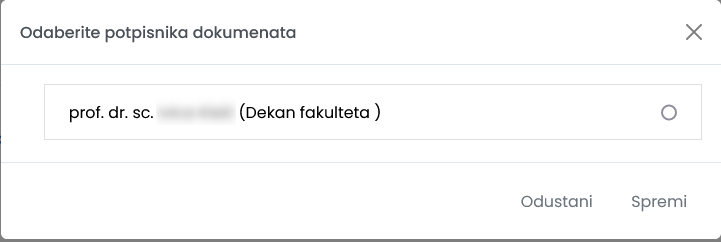 Odaberite potpisnika dokumenata
prof. dr. sc. (Dekan fakulteta )
Odustani Spremi